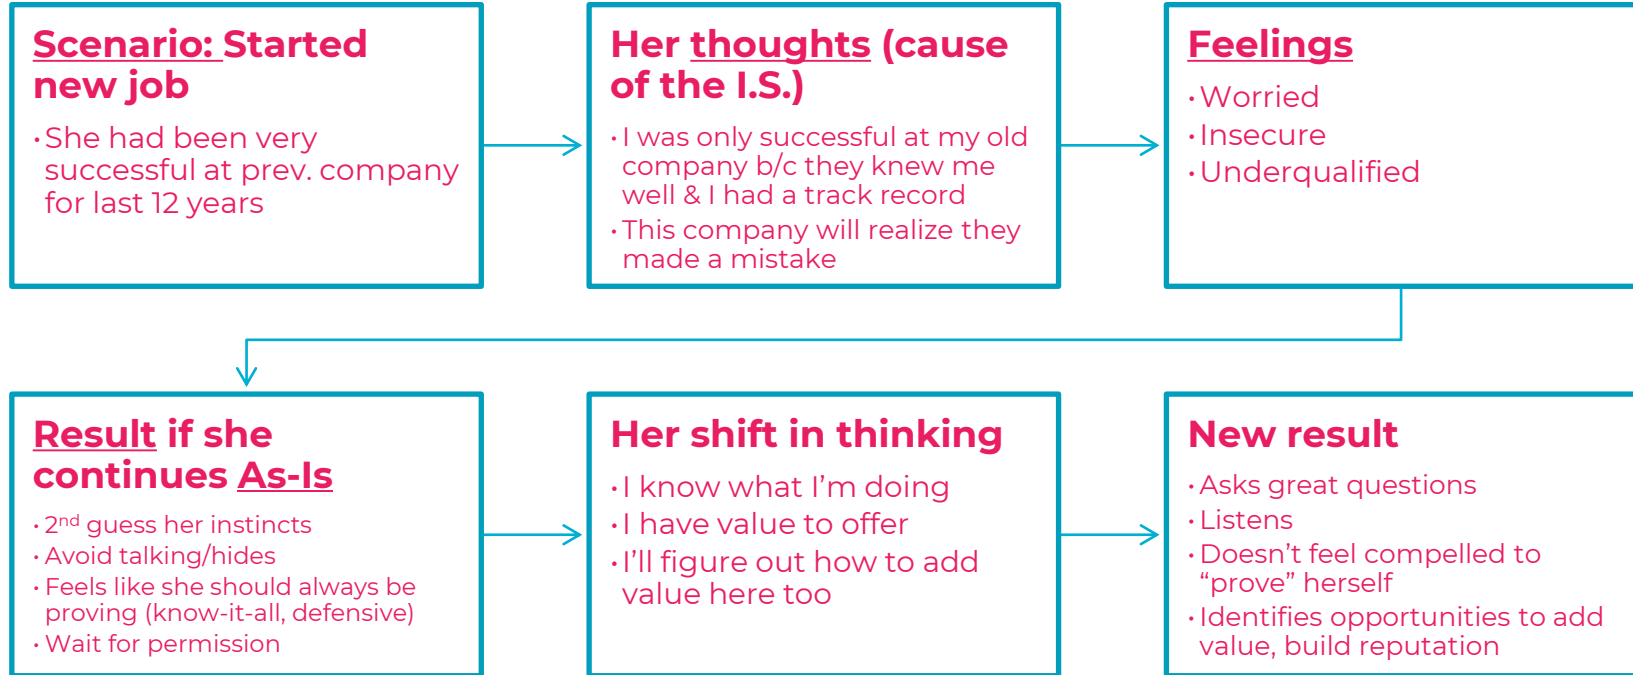 Scenario: Started
new job
· She had been very
successful at prev. company
for last 12 years
Her thoughts (cause
of the I.S.)
· I was only successful at my old
company b/c they knew me
well & I had a track record
· This company will realize they
made a mistake
Feelings
· Worried
· Insecure
· Underqualified
Result if she
continues As-Is
· 2nd guess her instincts
· Avoid talking/hides
· Feels like she should always be
proving (know-it-all, defensive)
· Wait for permission
Her shift in thinking
· I know what I’m doing
· I have value to offer
· I’ll figure out how to add
value here too
New result
· Asks great questions
· Listens
· Doesn’t feel compelled to
“prove” herself
· Identifies opportunities to add
value, build reputation